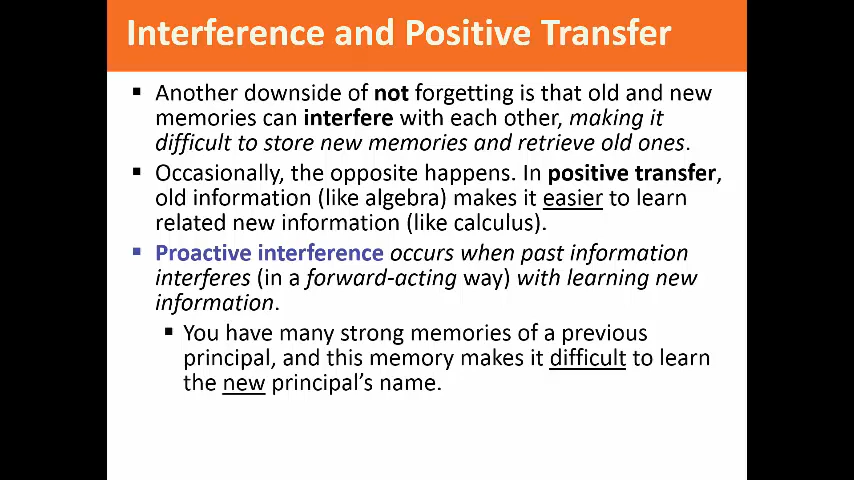 Interference and Positive Transfer
▪ Another downside of not forgetting is that old and new
memories can interfere with each other, making it
difficult to store new memories and retrieve old ones.
▪ Occasionally, the opposite happens. In positive transfer,
old information (like algebra) makes it easier to learn
related new information (like calculus).
▪ Proactive interference occurs when past information
interferes (in a forward-acting way) with learning new
information.
▪ You have many strong memories of a previous
principal, and this memory makes it difficult to learn
the new principal's name.